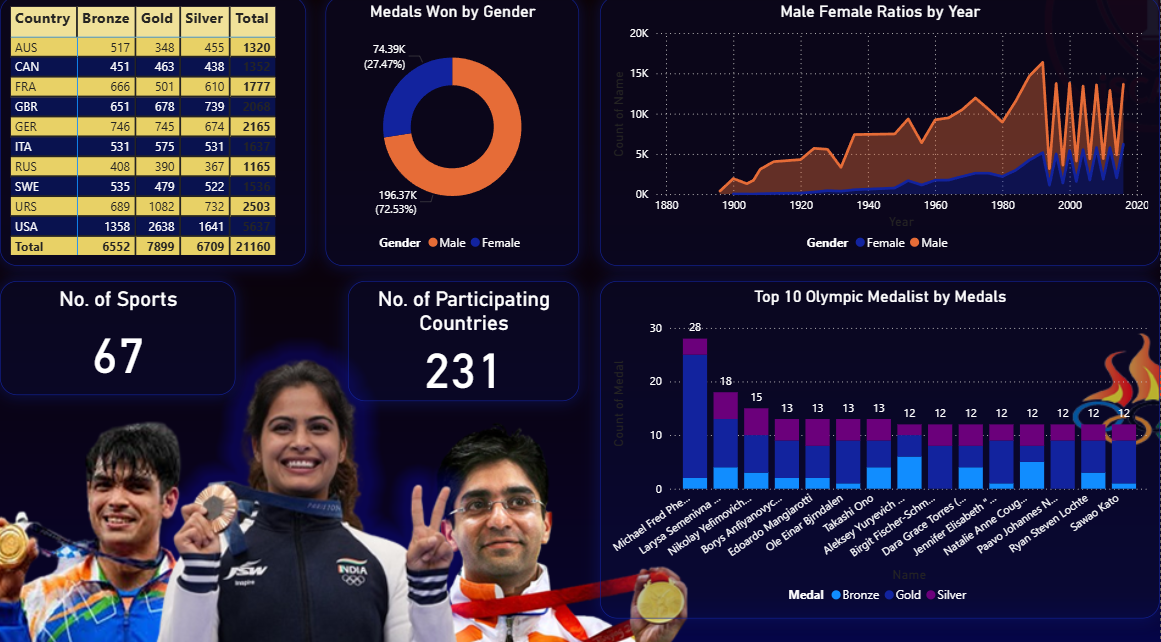 Country Bronze Gold Silver Total
AUS 517 348 455 1320
CAN 451 463 438 1352
FRA 666 501 610 1777
GBR 651 678 739 2068
GER 746 745 674 2165
ITA 531 575 531 1637
RUS 408 390 367 1165
SWE 535 479 522 1536
URS 689 1082 732 2503
USA 1358 2638 1641 5637
Total 6552 7899 6709 21160
Medals Won by Gender
74.39K
(27.47%)
196.37K
(72.53%)
Gender Male Female
Male Female Ratios by Year
Count of Name
20K
15K
10K
5K
0K
1880 1900 1920 1940 1960 1980 2000 2020
Year
Gender Female Male
No. of Sports
67
No. of Participating
Countries
231
Top 10 Olympic Medalist by Medals
Count of Medal
30
20
10
0
28 18 15 13 13 13 13 12 12 12 12 12 12 12 12
Michael Fred Phe...
Larysa Semenivna ...
Nikolay Yefimovich...
Borys Anfiyanovyc...
Edoardo Mangiarotti
Ole Einar Bjrndalen
Takashi Ono
Aleksey Yuryevich ...
Birgit Fischer-Schm...
Dara Grace Torres (...
Jennifer Elisabeth "...
Natalie Anne Coug...
Paavo Johannes N...
Ryan Steven Lochte
Sawao Kato
Name
Medal Bronze Gold Silver
JSW
Inspire
INDIA